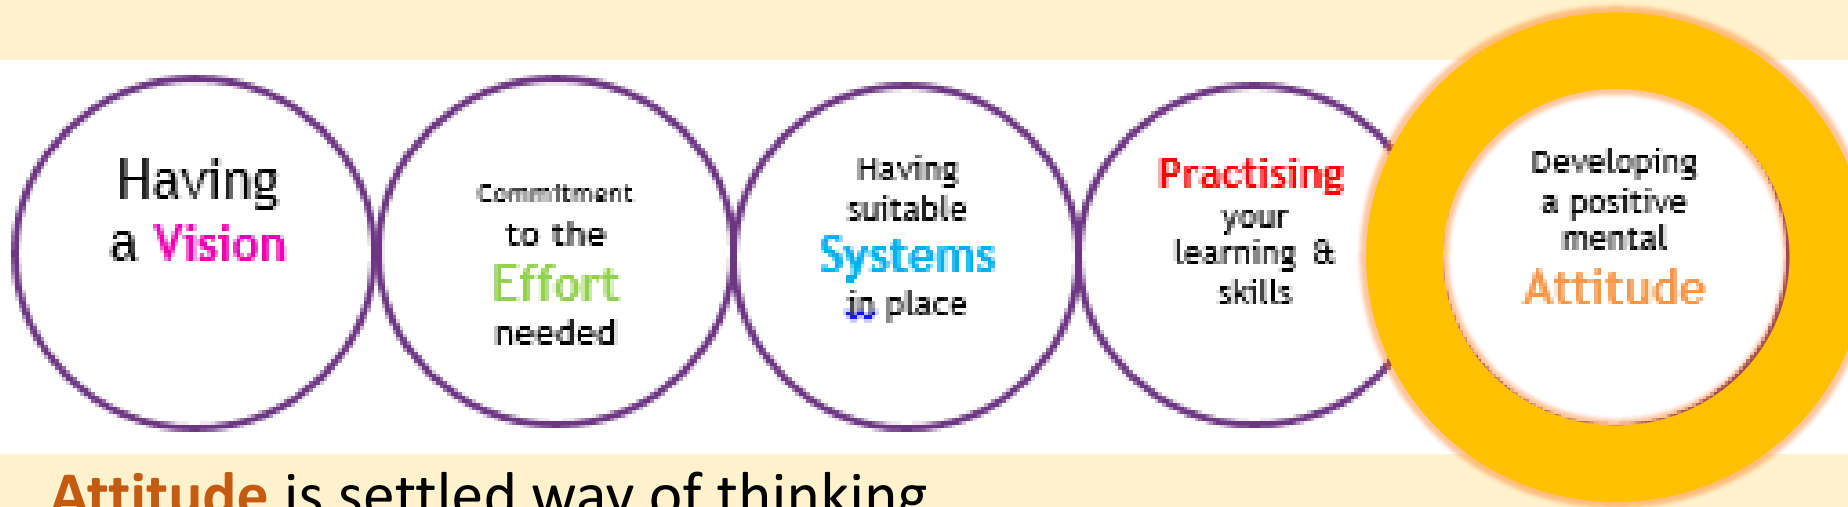 Having
a Vision
Commitment
to the
Effort
needed
Having
suitable
Systems
in place
Practising
your
learning &
skills
Developing
a positive
mental
Attitude
Attitude is settled way of thinking